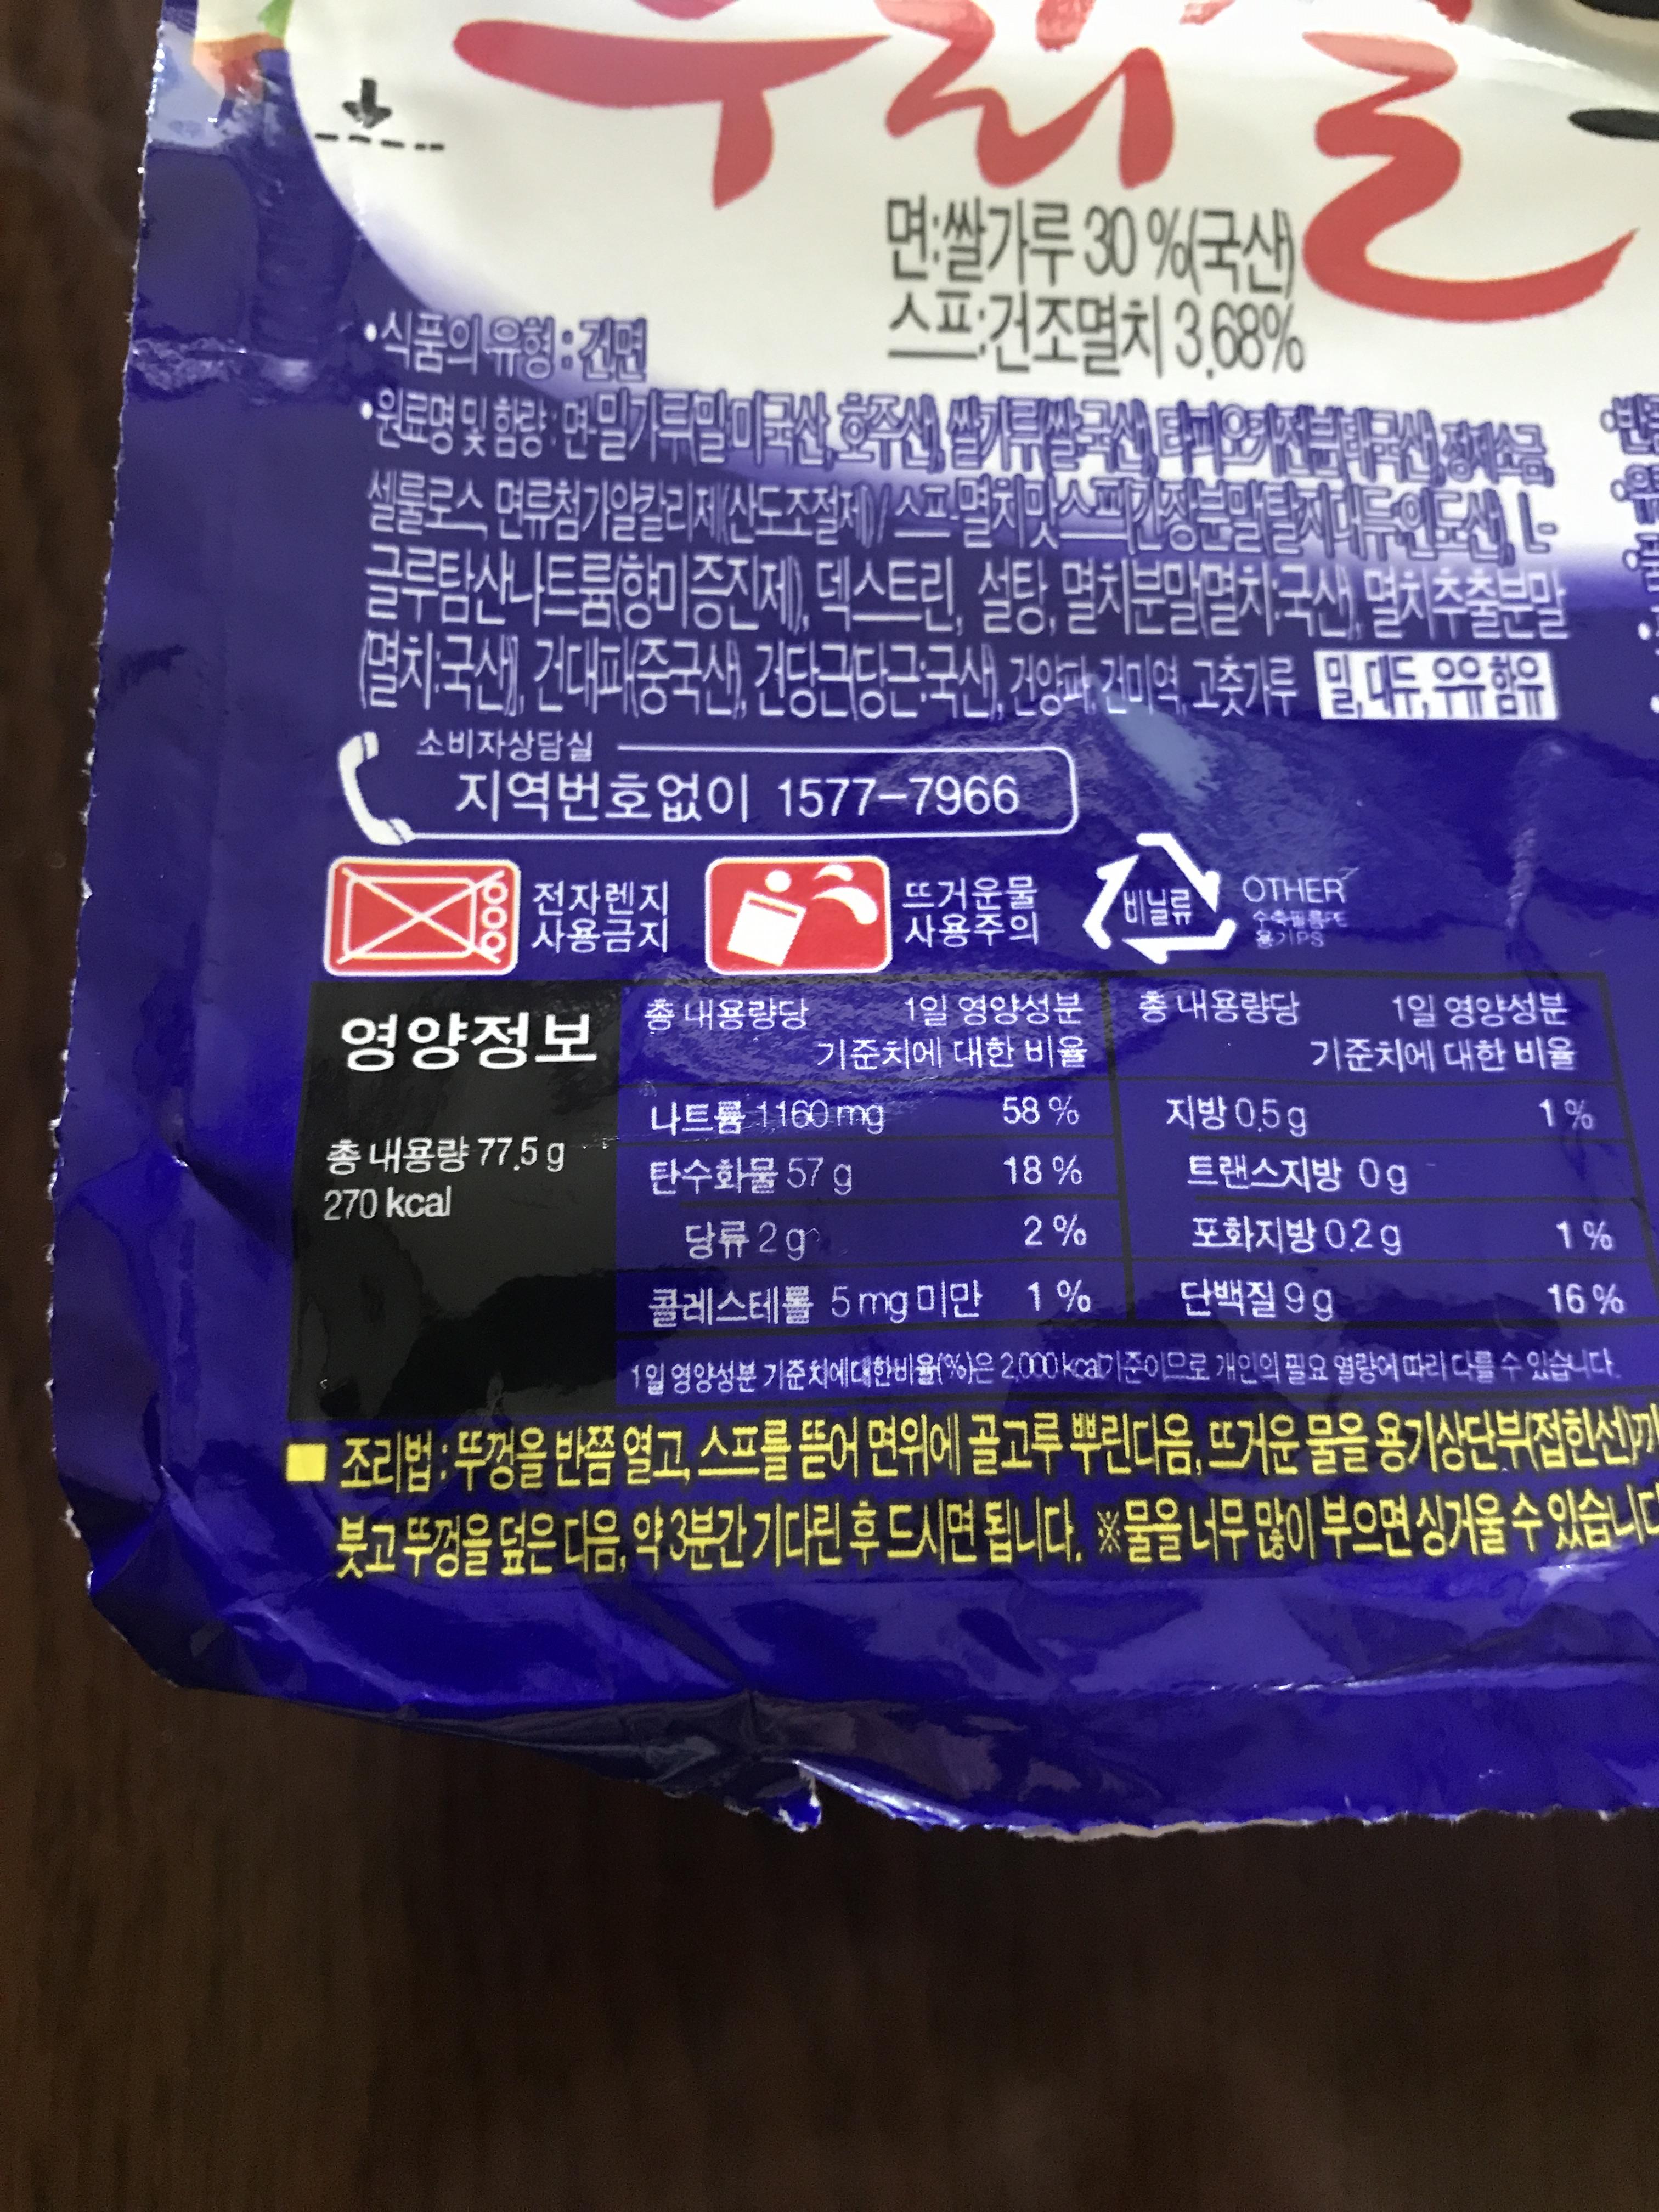 우리쌀
면:쌀가루 30 %(국산)
스프:건조멸치 3.68%
•식품의 유형 : 건면
•원료명 및 함량 : 면-밀가루(밀:미국산, 호주산), 쌀가루(쌀:국산), 타피오카전분(태국산), 정제소금,
셀룰로스, 면류첨가알칼리제(산도조절제) / 스프-멸치맛스프{간장분말(탈지대두:인도산), L-
글루탐산나트륨(향미증진제), 덱스트린, 설탕, 멸치분말(멸치:국산), 멸치추출분말
(멸치:국산)}, 건대파(중국산), 건당근(당근:국산), 건양파, 건미역, 고춧가루 밀, 대두, 우유 함유
소비자상담실
지역번호없이 1577-7966
전자렌지
사용금지
뜨거운물
사용주의
비닐류
OTHER
수축필름PE
용기PS
영양정보
총 내용량 77.5 g
270 kcal
총 내용량당 1일 영양성분 기준치에 대한 비율 총 내용량당 1일 영양성분 기준치에 대한 비율
나트륨 1160 mg 58 % 지방 0.5 g 1 %
탄수화물 57 g 18 % 트랜스지방 0 g
당류 2 g 2 % 포화지방 0.2 g 1 %
콜레스테롤 5 mg 미만 1 % 단백질 9 g 16 %
1일 영양성분 기준치에대한비율(%)은 2,000 kcal기준이므로 개인의 필요 열량에 따라 다를 수 있습니다.
■ 조리법 : 뚜껑을 반쯤 열고, 스프를 뜯어 면위에 골고루 뿌린다음, 뜨거운 물을 용기상단부(접힌선)까
붓고 뚜껑을 덮은 다음, 약 3분간 기다린 후 드시면 됩니다. ※물을 너무 많이 부으면 싱거울 수 있습니다